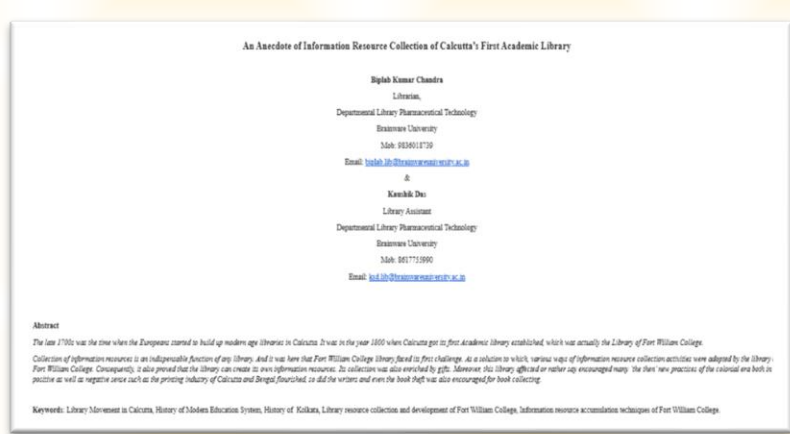 An Anecdote of Information Resource Collection of Calcutta's First Academic Library
Biplab Kumar Chandra
Librarian,
Departmental Library Pharmaceutical Technology
Brainware University
Mob: 9836018739
Email: biplab.lib@brainwareuniversity.ac.in
&
Koushik Das
Library Assistant
Departmental Library Pharmaceutical Technology
Brainware University
Mob: 8617755990
Email: ksd.lib@brainwareuniversity.ac.in
Abstract
The late 1700s was the time when the Europeans started to build up modern age libraries in Calcutta. It was in the year 1800 when Calcutta got its first Academic library established, which was actually the Library of Fort William College.
Collection of information resources is an indispensable function of any library. And it was here that Fort William College library faced its first challenge. As a solution to which, various ways of information resource collection activities were adopted by the library
Fort William College. Consequently, it also proved that the library can create its own information resources. Its collection was also enriched by gifts. Moreover, this library affected or rather say encouraged many 'the then' new practices of the colonial era both in
positive as well as negative sense such as the printing industry of Calcutta and Bengal flourished, so did the writers and even the book theft was also encouraged for book collecting.
Keywords: Library Movement in Calcutta, History of Modern Education System, History of Kolkata, Library resource collection and development of Fort William College, Information resource accumulation techniques of Fort William College.